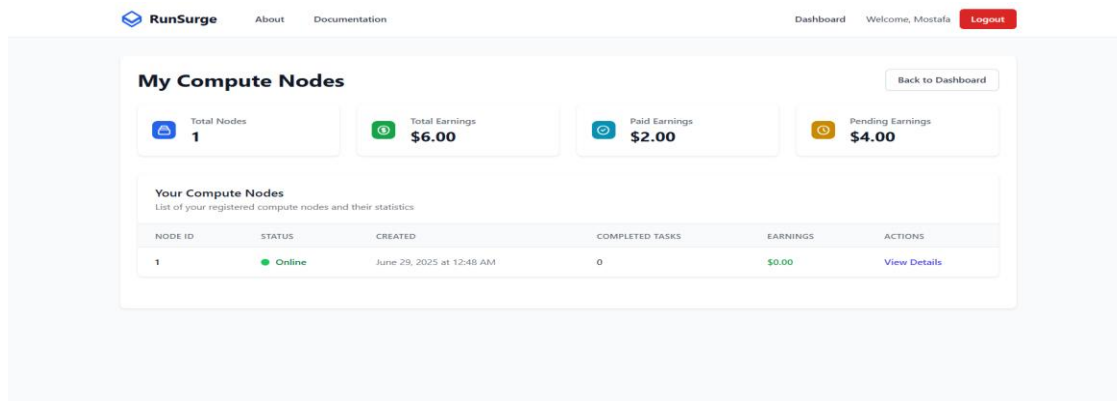 RunSurge About Documentation Dashboard Welcome, Mostafa Logout
My Compute Nodes Back to Dashboard
Total Nodes Total Earnings Paid Earnings Pending Earnings
1 $6.00 $2.00 $4.00
Your Compute Nodes
List of your registered compute nodes and their statistics
NODE ID STATUS CREATED COMPLETED TASKS EARNINGS ACTIONS
1 Online June 29, 2025 at 12:48 AM 0 $0.00 View Details